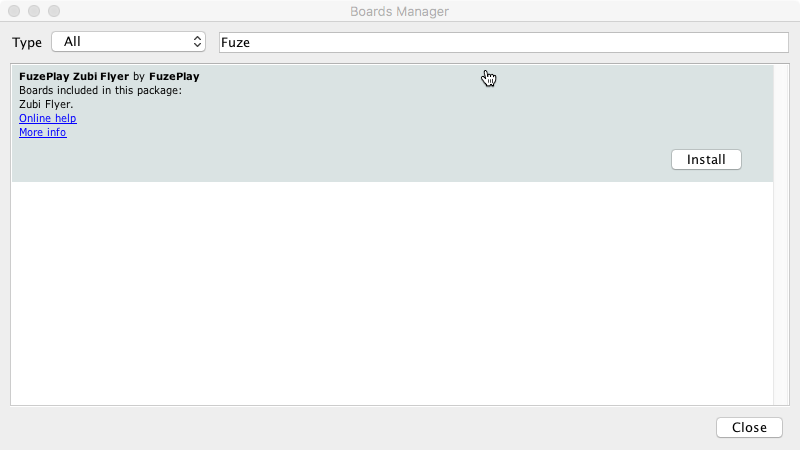 Boards Manager
Type All Fuze
FuzePlay Zubi Flyer by FuzePlay
Boards included in this package:
Zubi Flyer.
Online help
More info
Install
Close